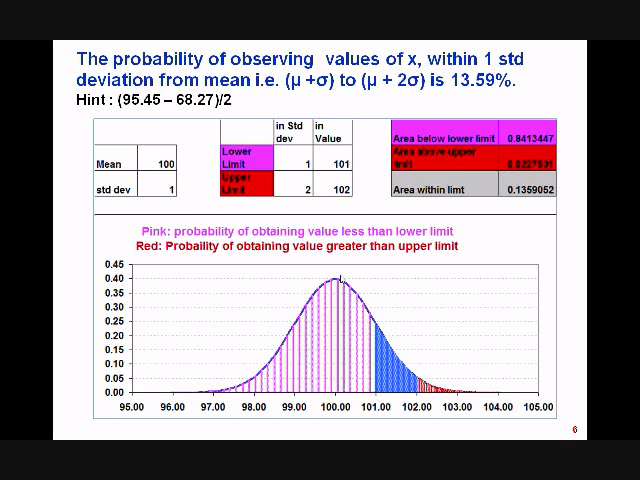 The probability of observing values of x, within 1 std
deviation from mean i.e. (μ +σ) to (μ + 2σ) is 13.59%.
Hint : (95.45 – 68.27)/2
in Std dev
in Value
Mean 100
std dev 1
Lower Limit 1 101
Upper Limit 2 102
Area below lower limit 0.8413447
Area above upper limit 0.0227501
Area within limt 0.1359052
Pink: probability of obtaining value less than lower limit
Red: Probaility of obtaining value greater than upper limit
0.45
0.40
0.35
0.30
0.25
0.20
0.15
0.10
0.05
0.00
95.00 96.00 97.00 98.00 99.00 100.00 101.00 102.00 103.00 104.00 105.00
6